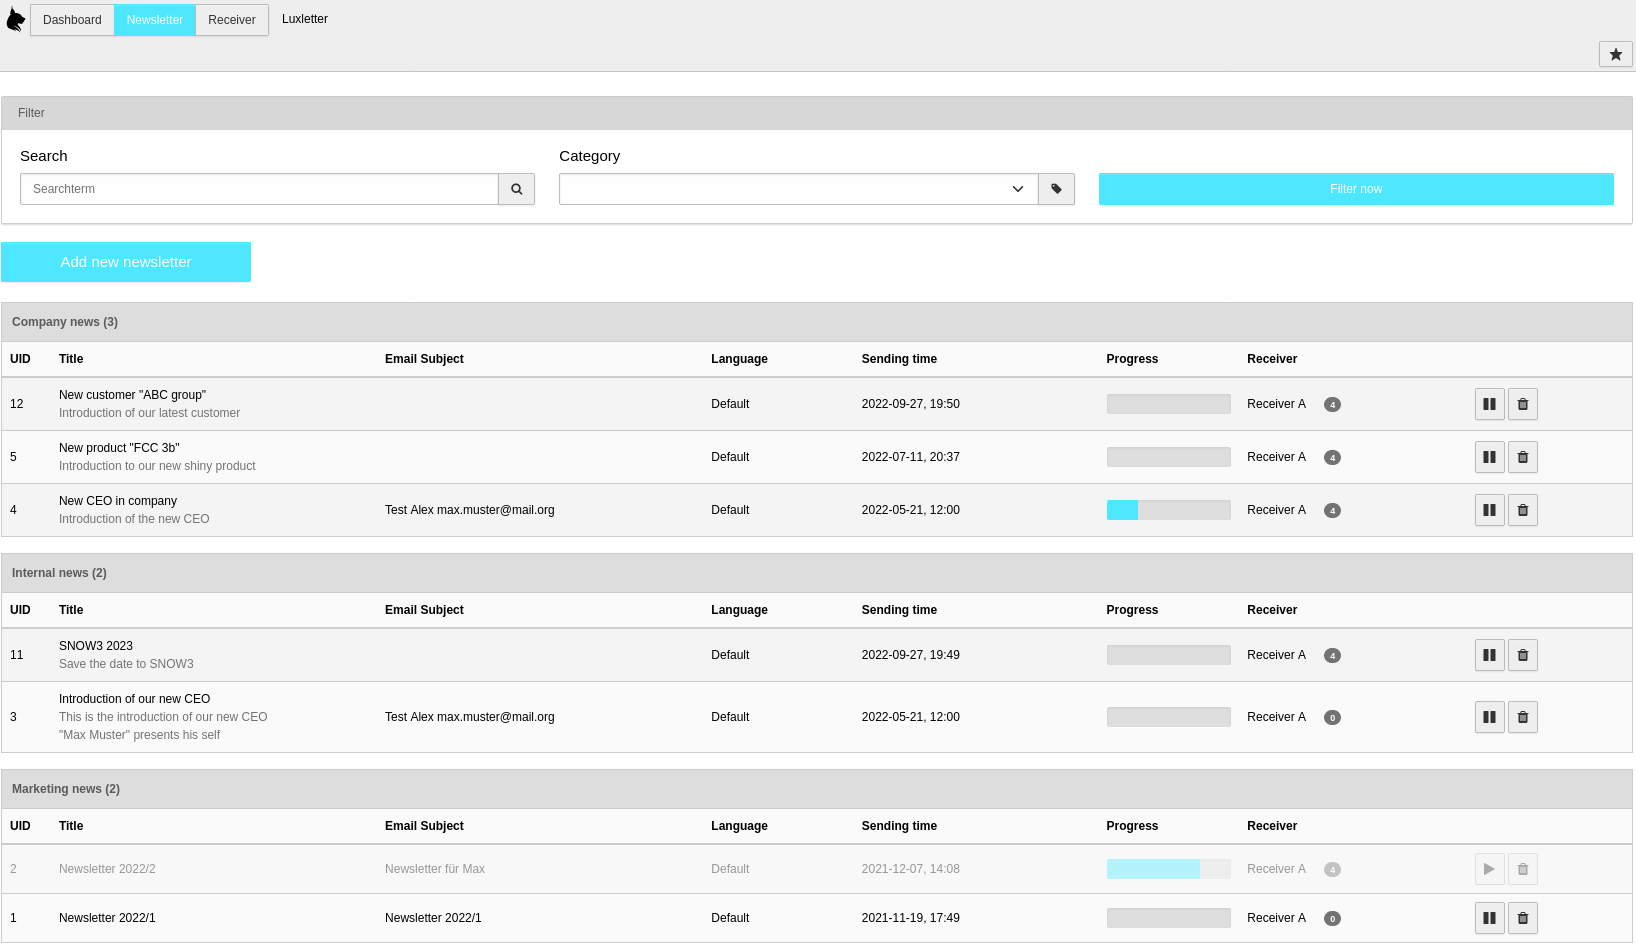 Dashboard Newsletter Receiver Luxletter
Filter
Search Category
Searchterm Filter now
Add new newsletter
Company news (3)
UID Title Email Subject Language Sending time Progress Receiver
12 New customer "ABC group" Default 2022-09-27, 19:50 Receiver A 4
Introduction of our latest customer
5 New product "FCC 3b" Default 2022-07-11, 20:37 Receiver A 4
Introduction to our new shiny product
4 New CEO in company Test Alex max.muster@mail.org Default 2022-05-21, 12:00 Receiver A 4
Introduction of the new CEO
Internal news (2)
UID Title Email Subject Language Sending time Progress Receiver
11 SNOW3 2023 Default 2022-09-27, 19:49 Receiver A 4
Save the date to SNOW3
Introduction of our new CEO
3 This is the introduction of our new CEO Test Alex max.muster@mail.org Default 2022-05-21, 12:00 Receiver A 0
"Max Muster" presents his self
Marketing news (2)
UID Title Email Subject Language Sending time Progress Receiver
2 Newsletter 2022/2 Newsletter für Max Default 2021-12-07, 14:08 Receiver A 4
1 Newsletter 2022/1 Newsletter 2022/1 Default 2021-11-19, 17:49 Receiver A 0